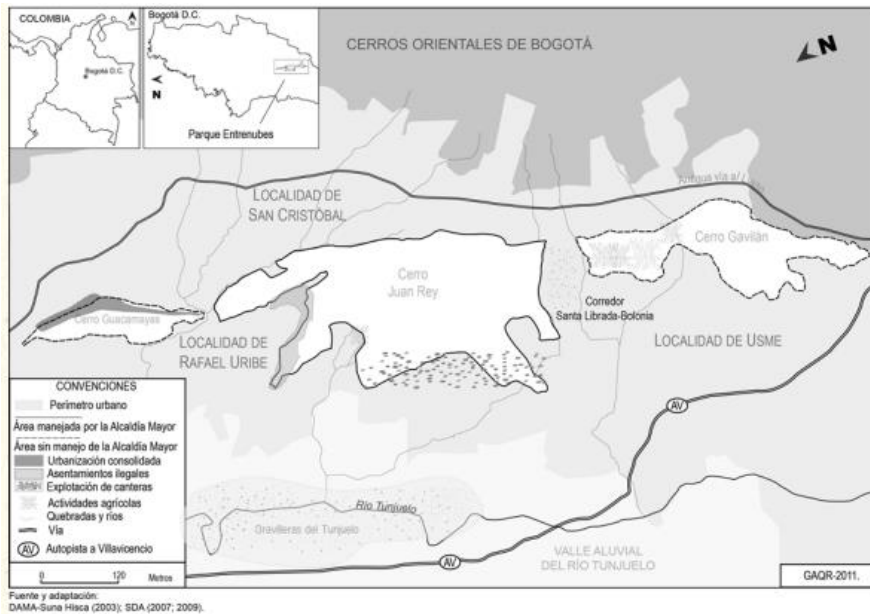 COLOMBIA
N
Bogotá D.C.
Bogotá D.C.
N
Parque Entrenubes
CERROS ORIENTALES DE BOGOTÁ
N
Antigua vía a
LOCALIDAD DE
SAN CRISTÓBAL
Cerro Gavilán
Cerro
Juan Rey
Corredor
Santa Librada-Bolonia
Cerro Guacamayas
LOCALIDAD DE
RAFAEL URIBE
LOCALIDAD DE USME
CONVENCIONES
Perímetro urbano
Área manejada por la Alcaldía Mayor
Área sin manejo de la Alcaldía Mayor
Urbanización consolidada
Asentamientos ilegales
Explotación de canteras
Actividades agrícolas
Quebradas y ríos
Vía
AV Autopista a Villavicencio
0 120 Metros
AV
Río Tunjuelo
Gravilleras del Tunjuelo
VALLE ALUVIAL
DEL RÍO TUNJUELO
AV
GAQR-2011.
Fuente y adaptación:
DAMA-Suna Hisca (2003); SDA (2007; 2009).